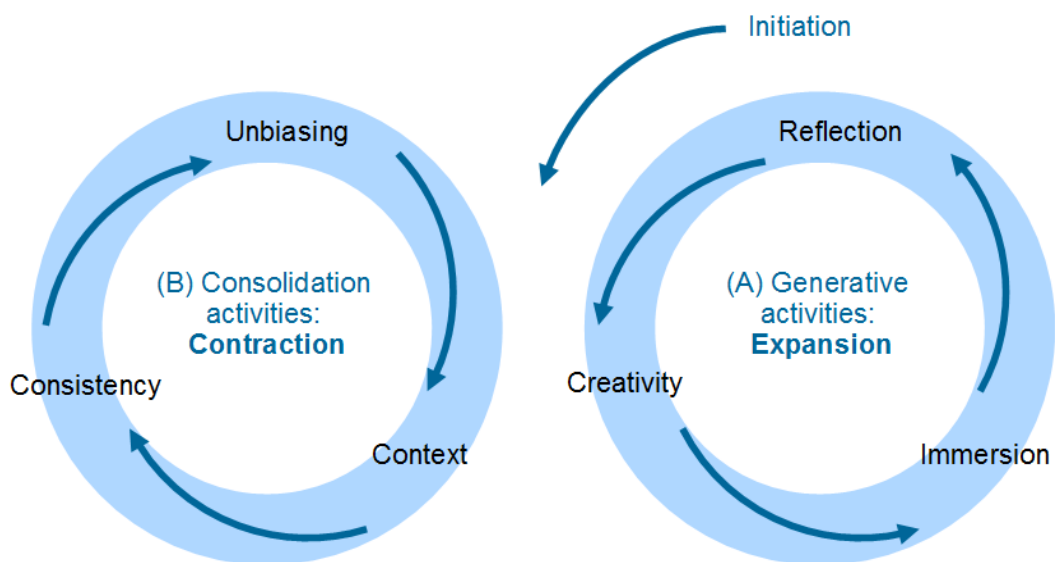 Initiation
Unbiasing
(B) Consolidation
activities:
Contraction
Consistency
Context
Reflection
(A) Generative
activities:
Expansion
Creativity
Immersion